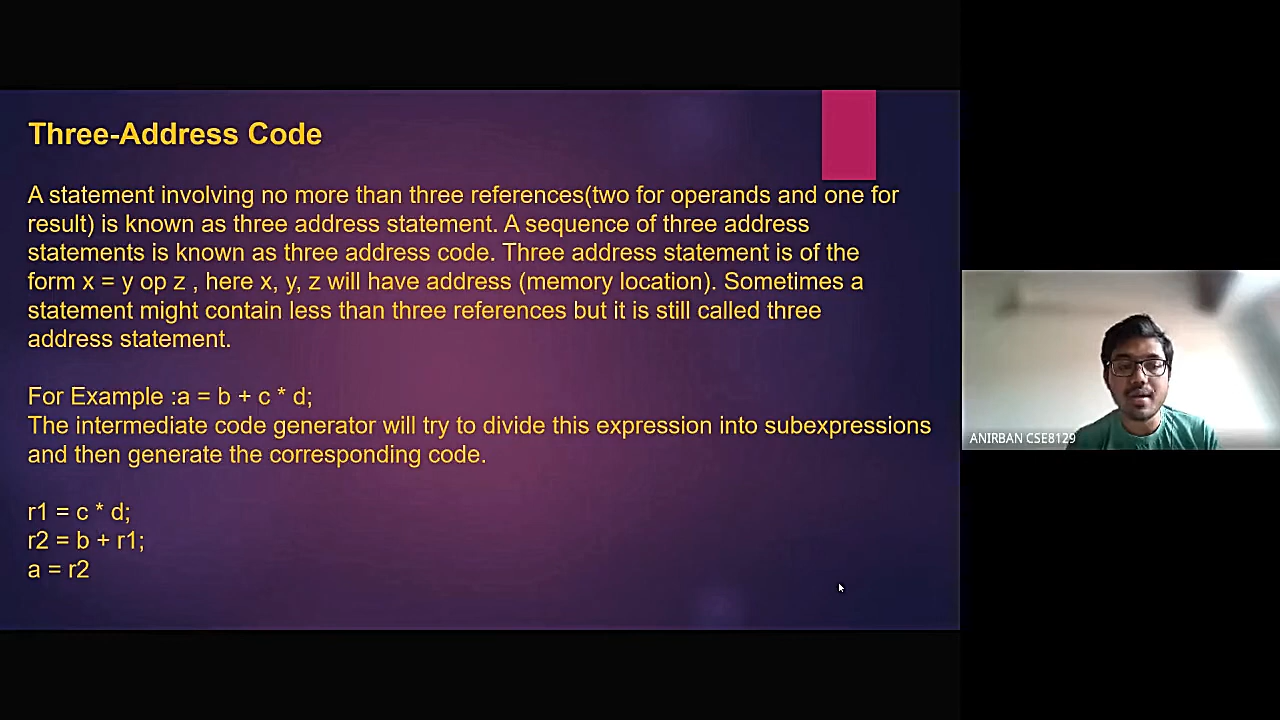 Three-Address Code
A statement involving no more than three references(two for operands and one for
result) is known as three address statement. A sequence of three address
statements is known as three address code. Three address statement is of the
form x = y op z , here x, y, z will have address (memory location). Sometimes a
statement might contain less than three references but it is still called three
address statement.
For Example :a = b + c * d;
The intermediate code generator will try to divide this expression into subexpressions
and then generate the corresponding code.
r1 = c * d;
r2 = b + r1;
a = r2
ANIRBAN CSE8129